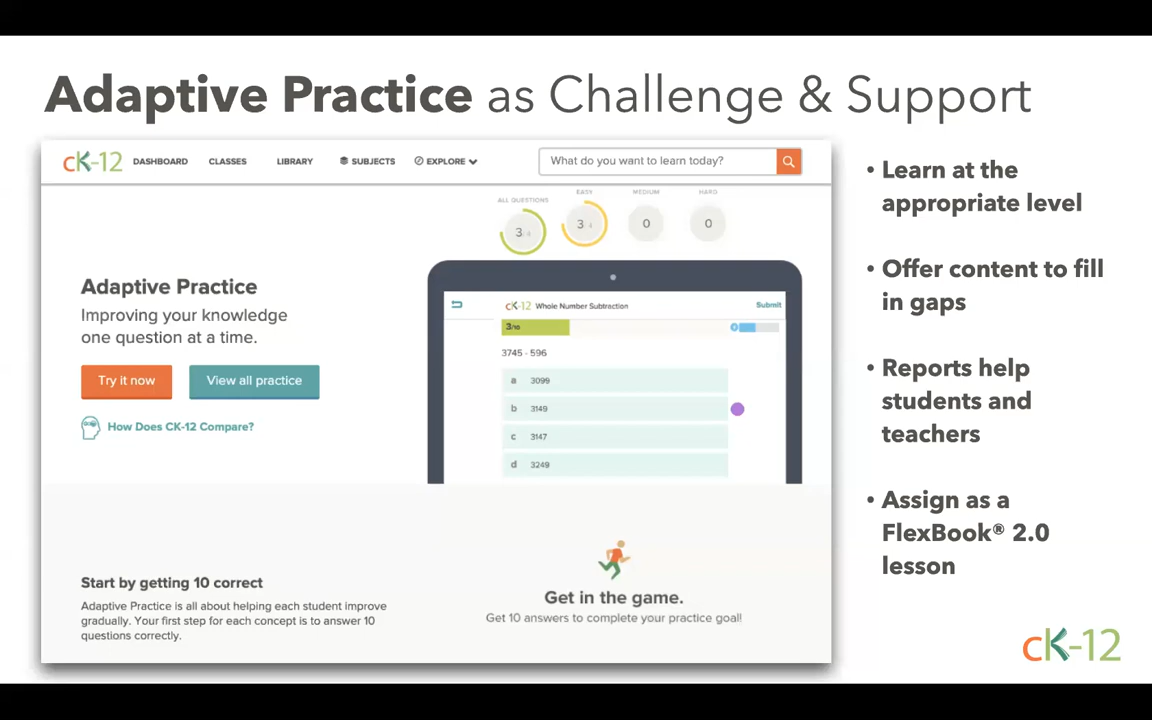 Adaptive Practice as Challenge & Support
cK-12 DASHBOARD CLASSES LIBRARY SUBJECTS EXPLORE What do you want to learn today?
ALL QUESTIONS EASY MEDIUM HARD
3 3 0 0
Adaptive Practice
Improving your knowledge
one question at a time.
Try it now View all practice
How Does CK-12 Compare?
cK-12 Whole Number Subtraction Submit
3/10
3745 - 596
a 3099
b 3149
c 3147
d 3249
Start by getting 10 correct
Adaptive Practice is all about helping each student improve
gradually. Your first step for each concept is to answer 10
questions correctly.
Get in the game.
Get 10 answers to complete your practice goal!
• Learn at the
appropriate level
• Offer content to fill
in gaps
• Reports help
students and
teachers
• Assign as a
FlexBook® 2.0
lesson
cK-12